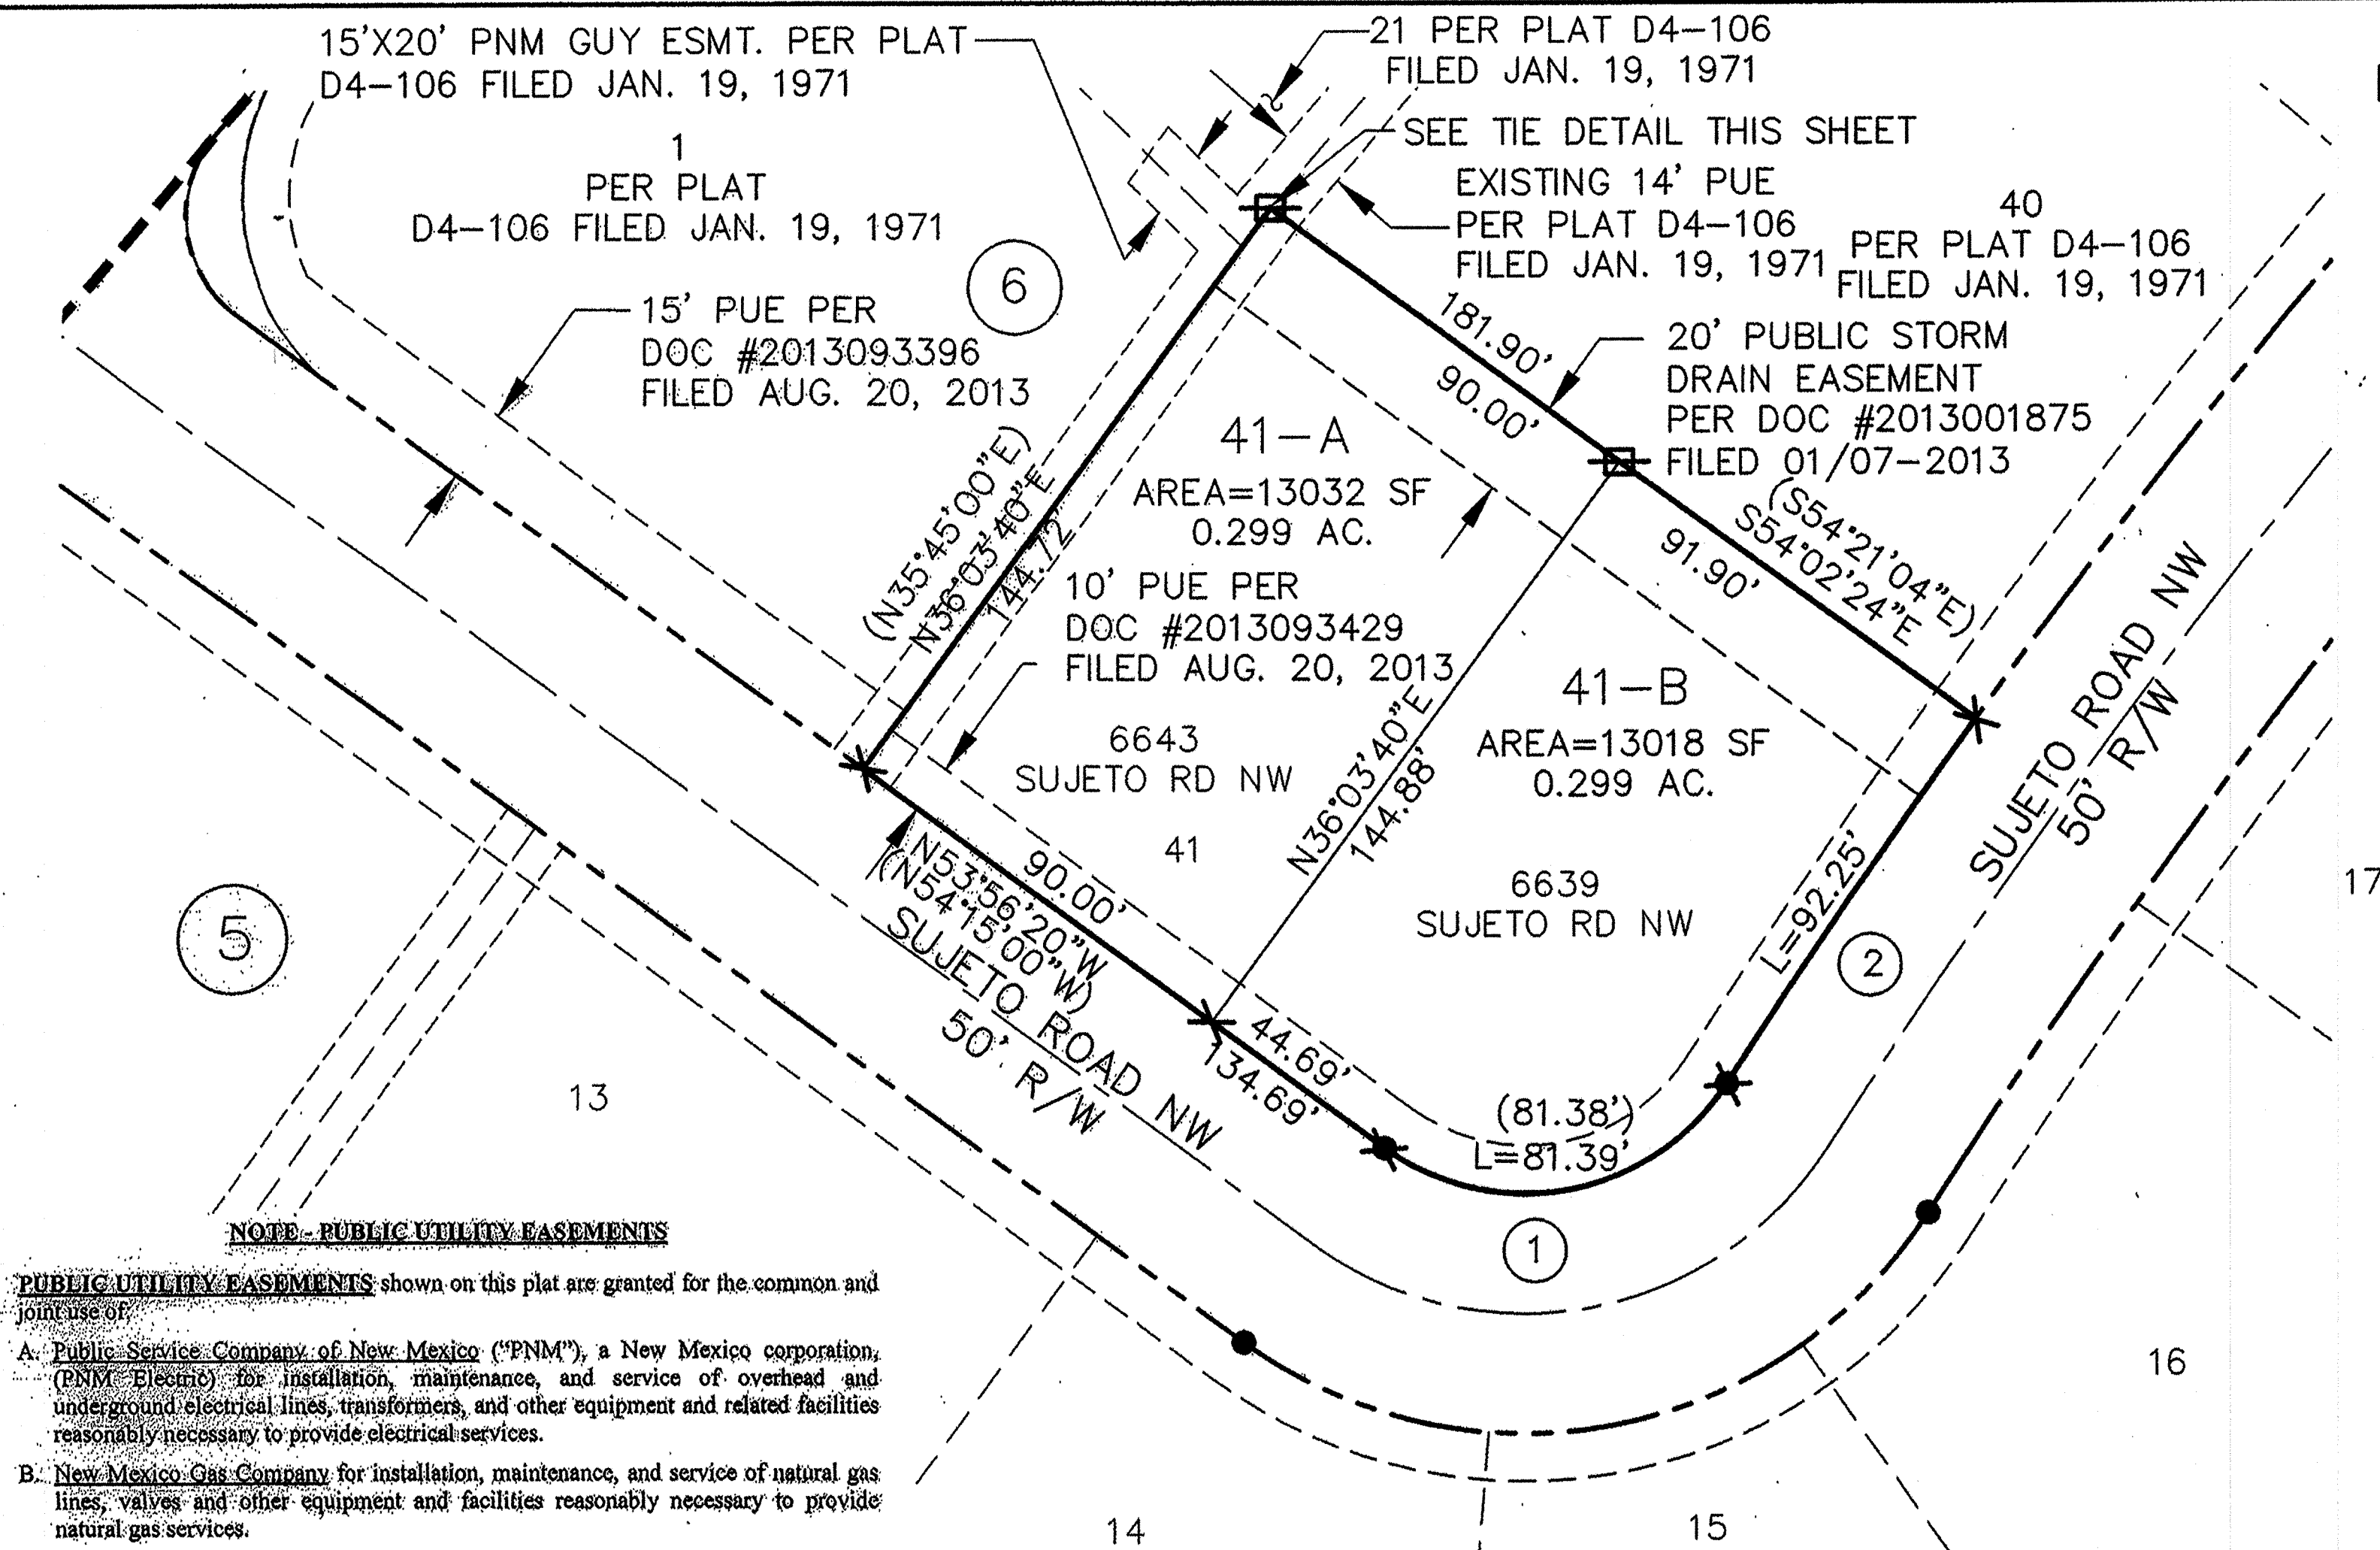 15'X20' PNM GUY ESMT. PER PLAT
D4-106 FILED JAN. 19, 1971
21 PER PLAT D4-106
FILED JAN. 19, 1971
SEE TIE DETAIL THIS SHEET
1
PER PLAT
D4-106 FILED JAN. 19, 1971
EXISTING 14' PUE
PER PLAT D4-106
FILED JAN. 19, 1971
40
PER PLAT D4-106
FILED JAN. 19, 1971
6
15' PUE PER
DOC #2013093396
FILED AUG. 20, 2013
181.90'
90.00'
20' PUBLIC STORM
DRAIN EASEMENT
PER DOC #2013001875
FILED 01/07-2013
41-A
AREA=13032 SF
0.299 AC.
(N35°45'00"E)
N36°03'40"E
144.72'
(S54°21'04"E)
S54°02'24"E
91.90'
10' PUE PER
DOC #2013093429
FILED AUG. 20, 2013
41-B
AREA=13018 SF
0.299 AC.
6643
SUJETO RD NW
41
N36°03'40"E
144.88'
SUJETO ROAD NW
50' R/W
6639
SUJETO RD NW
L=92.25'
17
5
90.00'
N53°56'20"W
(N54°15'00"W)
SUJETO ROAD NW
50' R/W
2
44.69'
134.69'
13
(81.38')
L=81.39'
1
NOTE - PUBLIC UTILITY EASEMENTS
PUBLIC UTILITY EASEMENTS shown on this plat are granted for the common and
joint use of:
A. Public Service Company of New Mexico ("PNM"), a New Mexico corporation,
(PNM Electric) for installation, maintenance, and service of overhead and
underground electrical lines, transformers, and other equipment and related facilities
reasonably necessary to provide electrical services.
B. New Mexico Gas Company for installation, maintenance, and service of natural gas
lines, valves and other equipment and facilities reasonably necessary to provide
natural gas services.
16
14
15